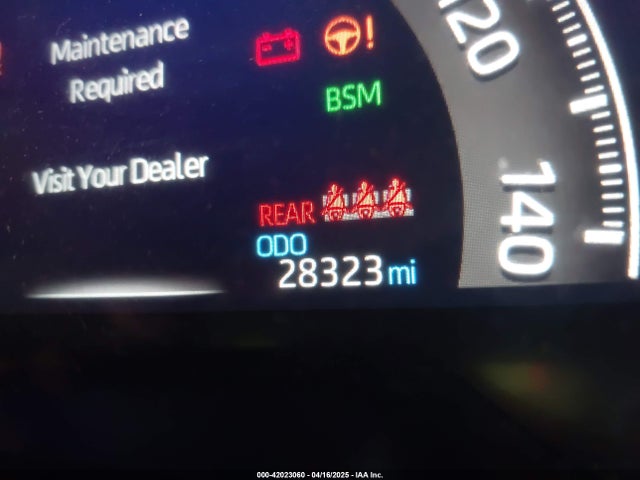 Maintenance
Required
Visit Your Dealer
!
BSM
REAR
ODO
28323 mi
120
140
000-42023060 - 04/16/2025 - IAA Inc.